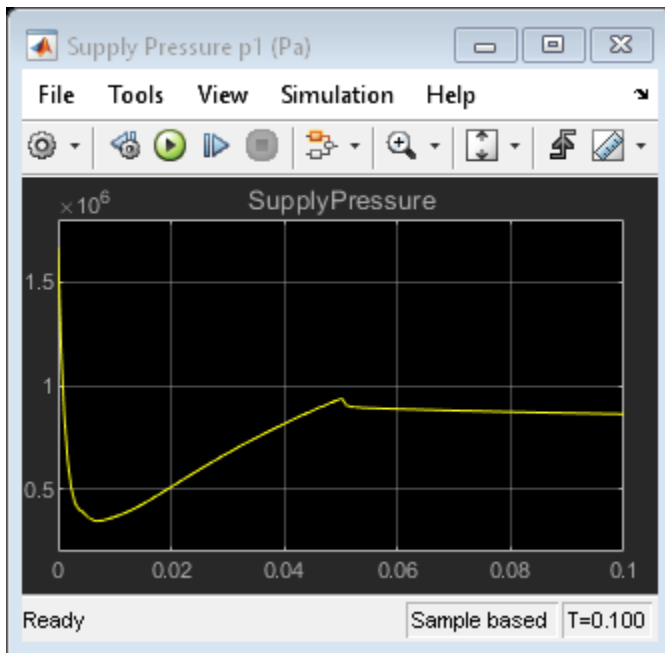 Supply Pressure p1 (Pa)
File Tools View Simulation Help
×10⁶ SupplyPressure
1.5
1
0.5
0 0.02 0.04 0.06 0.08 0.1
Ready Sample based T=0.100